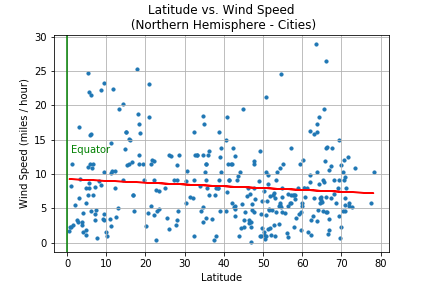 Latitude vs. Wind Speed
(Northern Hemisphere - Cities)
30
25
20
15
10
5
0
Wind Speed (miles / hour)
Equator
0 10 20 30 40 50 60 70 80
Latitude